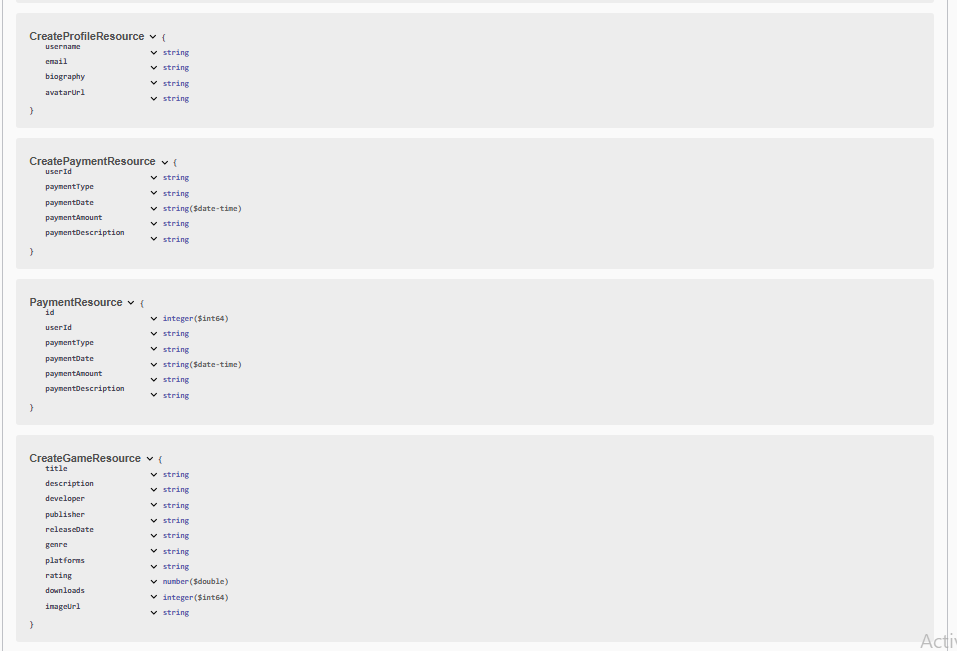 CreateProfileResource {
username string
email string
biography string
avatarUrl string
}
CreatePaymentResource {
userId string
paymentType string
paymentDate string($date-time)
paymentAmount string
paymentDescription string
}
PaymentResource {
id integer($int64)
userId string
paymentType string
paymentDate string($date-time)
paymentAmount string
paymentDescription string
}
CreateGameResource {
title string
description string
developer string
publisher string
releaseDate string
genre string
platforms string
rating number($double)
downloads integer($int64)
imageUrl string
}